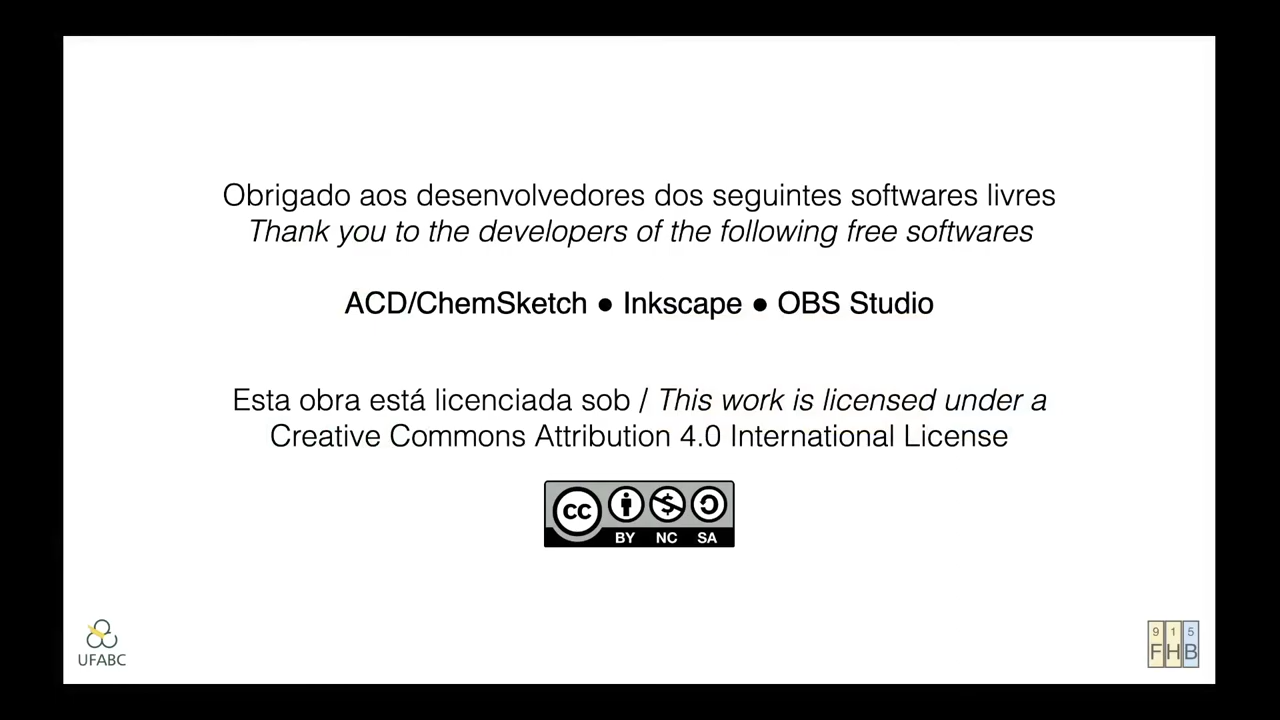 Obrigado aos desenvolvedores dos seguintes softwares livres
Thank you to the developers of the following free softwares
ACD/ChemSketch ● Inkscape ● OBS Studio
Esta obra está licenciada sob / This work is licensed under a
Creative Commons Attribution 4.0 International License
cc
BY NC SA
UFABC
9 1 5
F H B